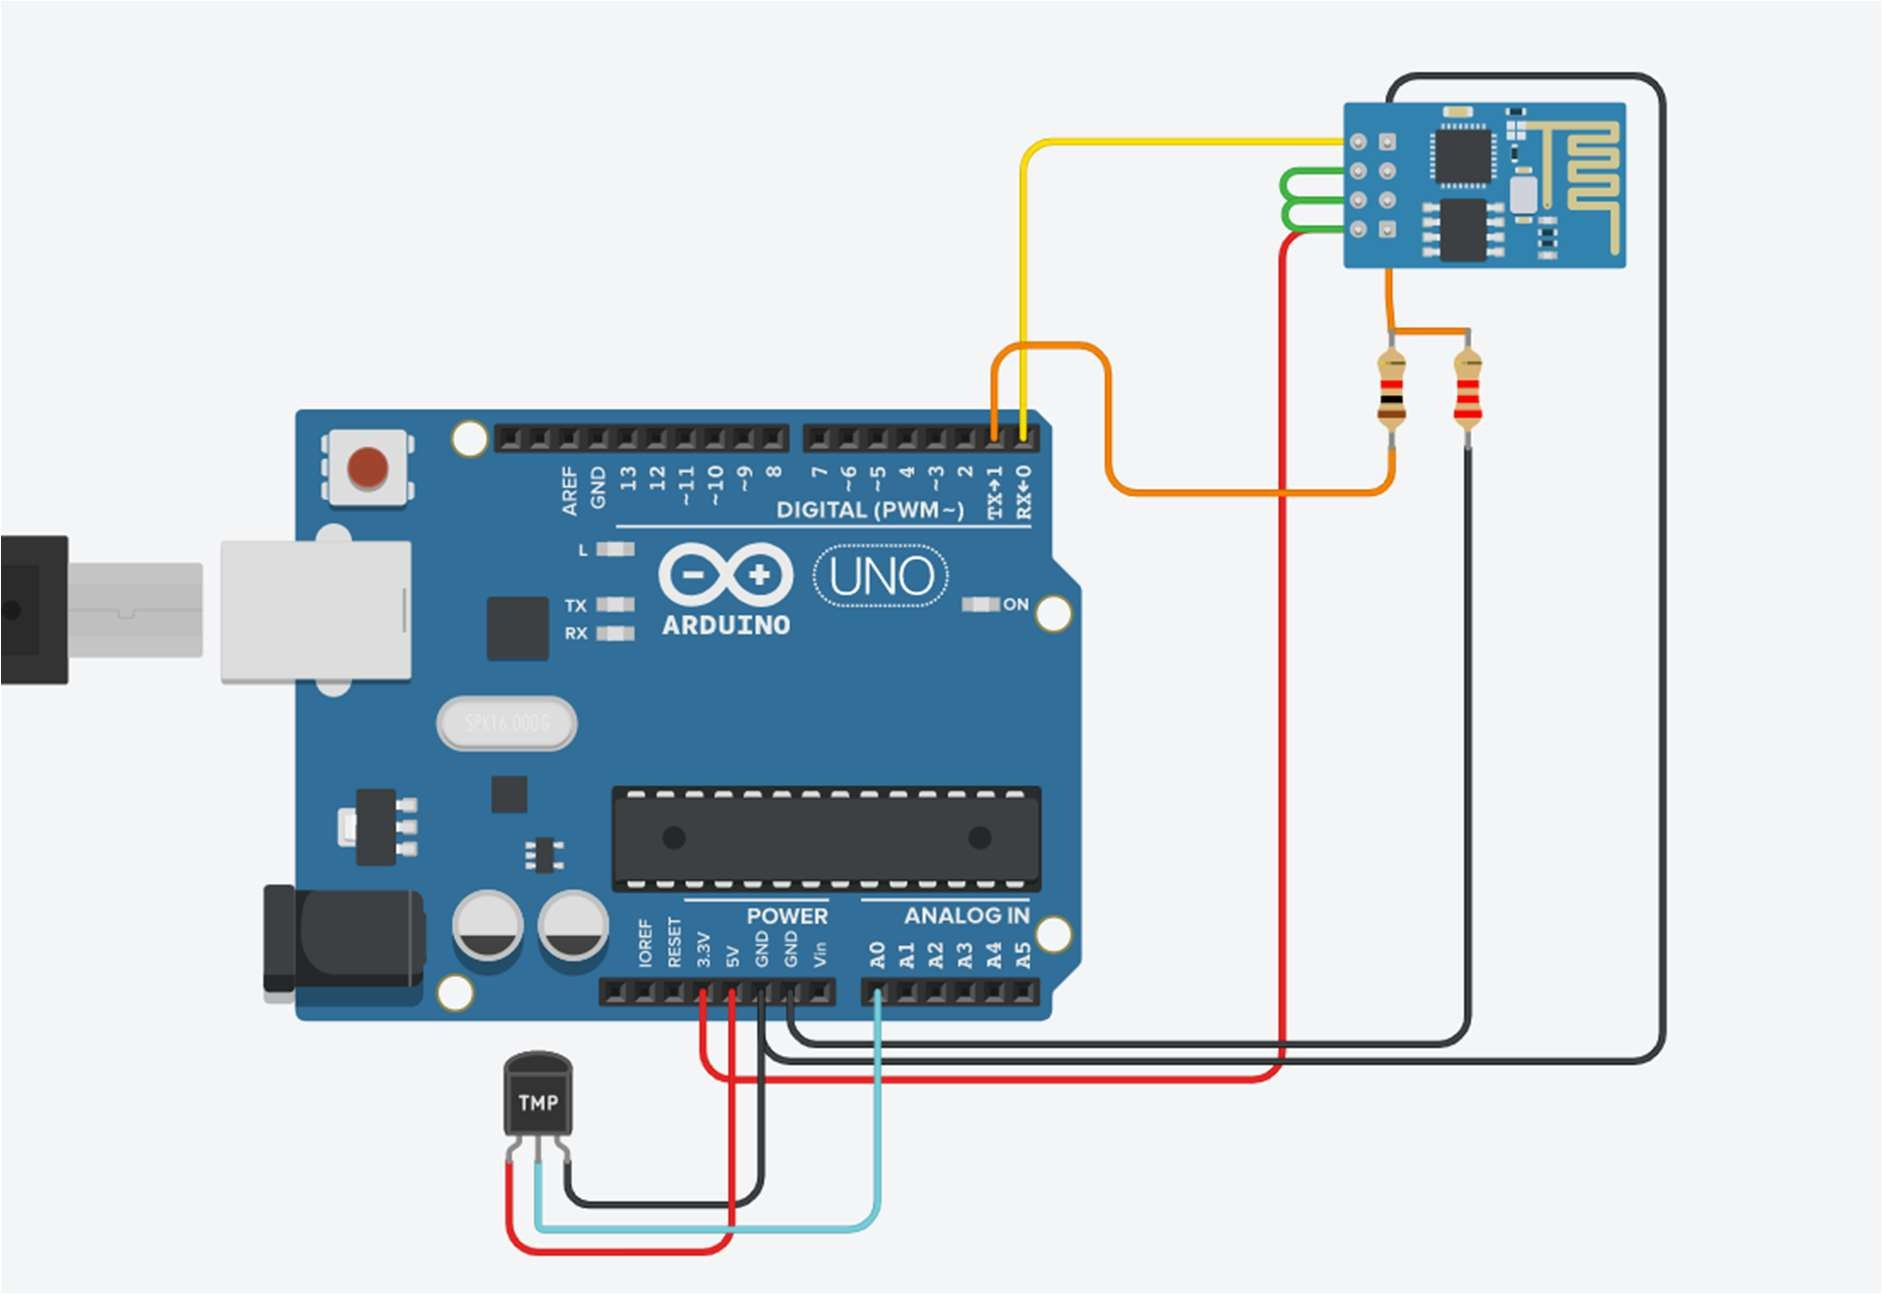 AREF
GND
13
12
~11
~10
~9
8
7
~6
~5
4
~3
2
TX→1
RX←0
DIGITAL (PWM~)
L
TX
RX
ARDUINO
UNO
ON
SPK16.000G
POWER
ANALOG IN
IOREF
RESET
3.3V
5V
GND
GND
Vin
A0
A1
A2
A3
A4
A5
TMP